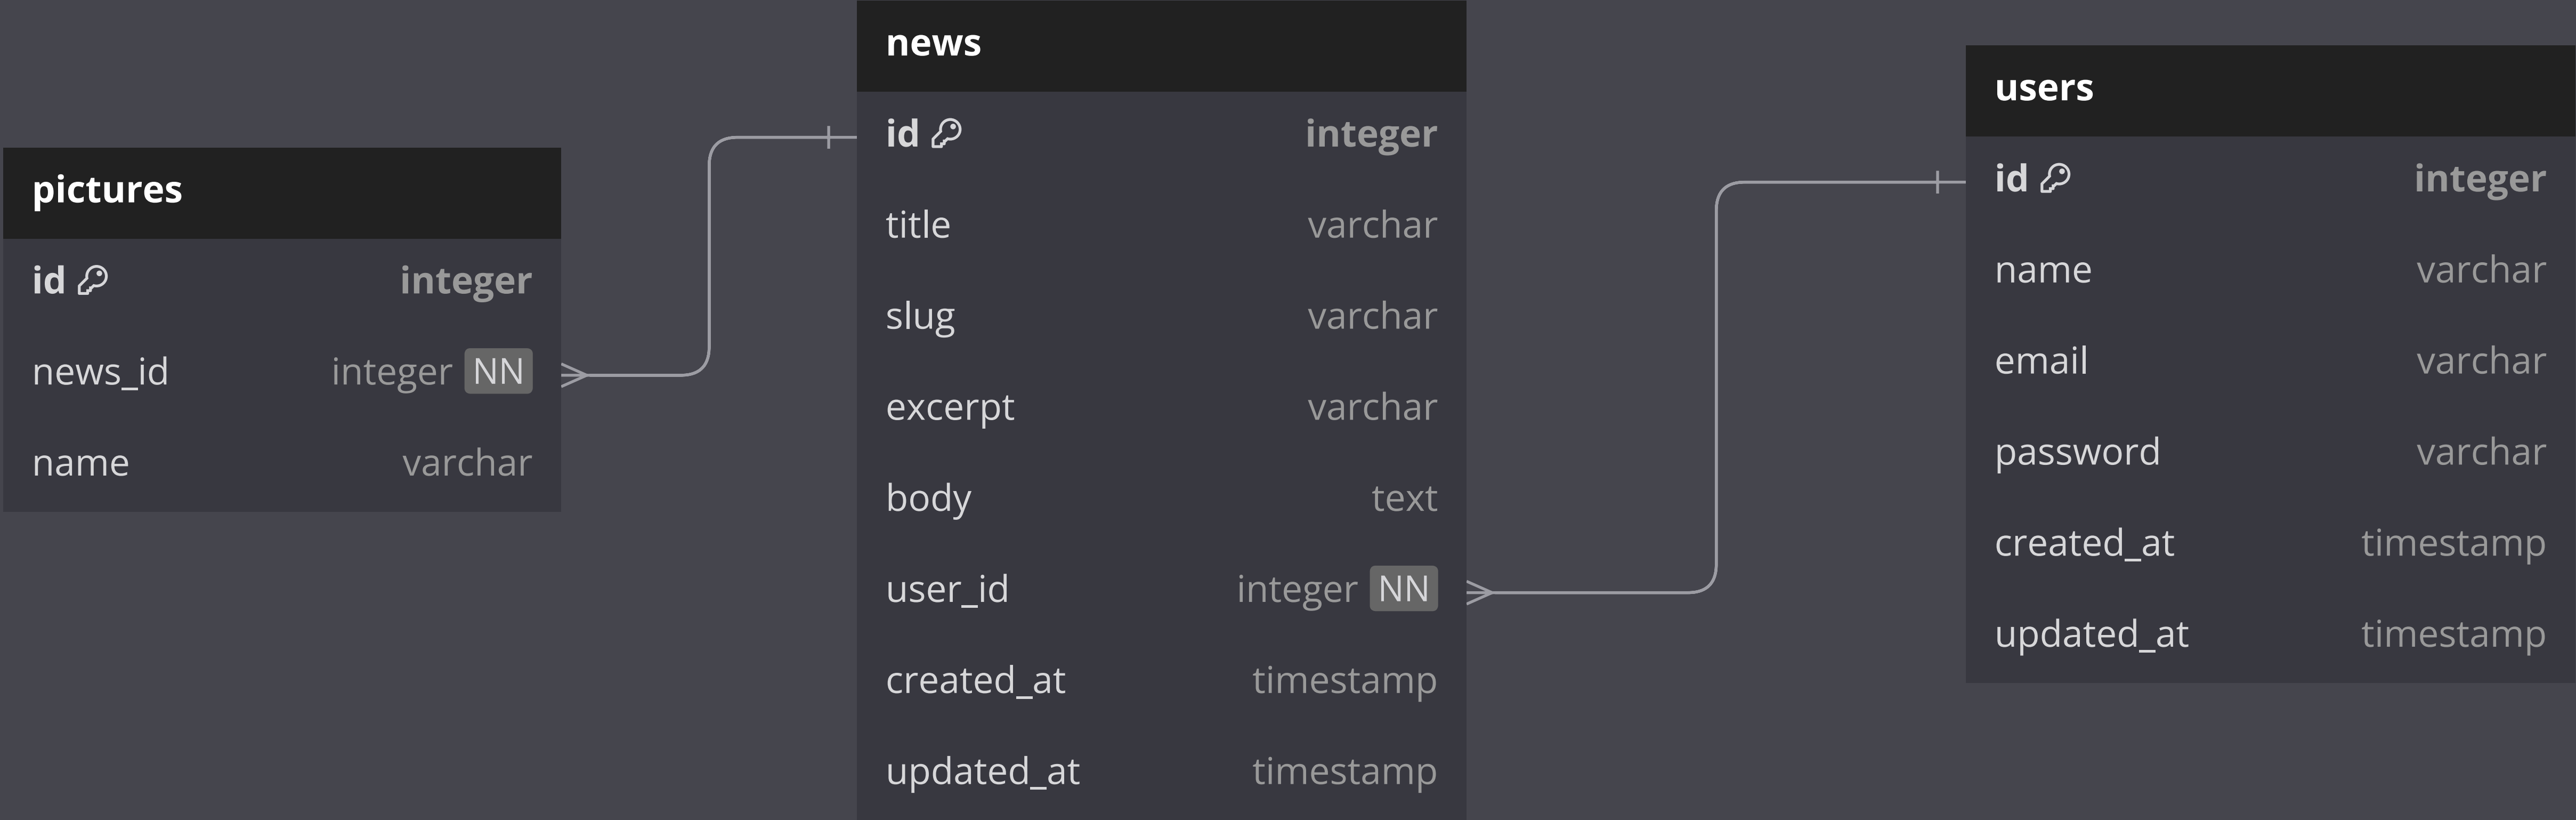 pictures
id integer
news_id integer NN
name varchar
news
id integer
title varchar
slug varchar
excerpt varchar
body text
user_id integer NN
created_at timestamp
updated_at timestamp
users
id integer
name varchar
email varchar
password varchar
created_at timestamp
updated_at timestamp